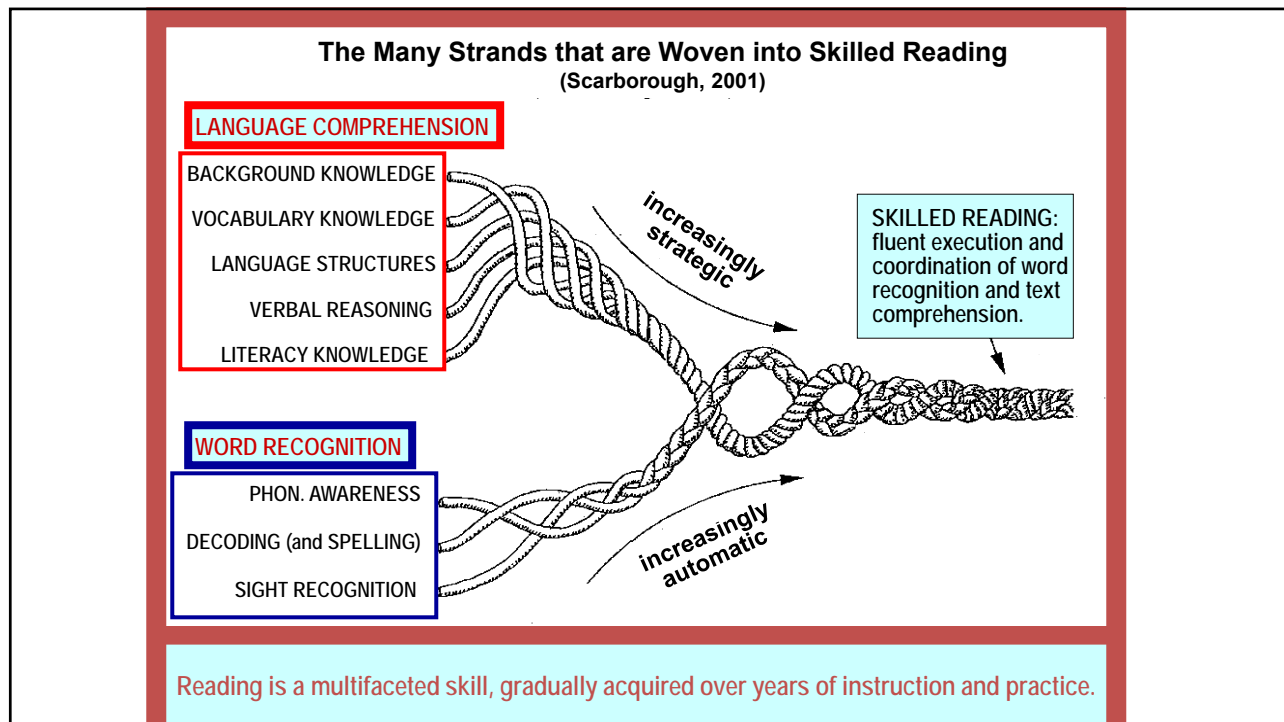 The Many Strands that are Woven into Skilled Reading
(Scarborough, 2001)
LANGUAGE COMPREHENSION
BACKGROUND KNOWLEDGE
VOCABULARY KNOWLEDGE
LANGUAGE STRUCTURES
VERBAL REASONING
LITERACY KNOWLEDGE
increasingly
strategic
SKILLED READING:
fluent execution and
coordination of word
recognition and text
comprehension.
WORD RECOGNITION
PHON. AWARENESS
DECODING (and SPELLING)
SIGHT RECOGNITION
increasingly
automatic
Reading is a multifaceted skill, gradually acquired over years of instruction and practice.